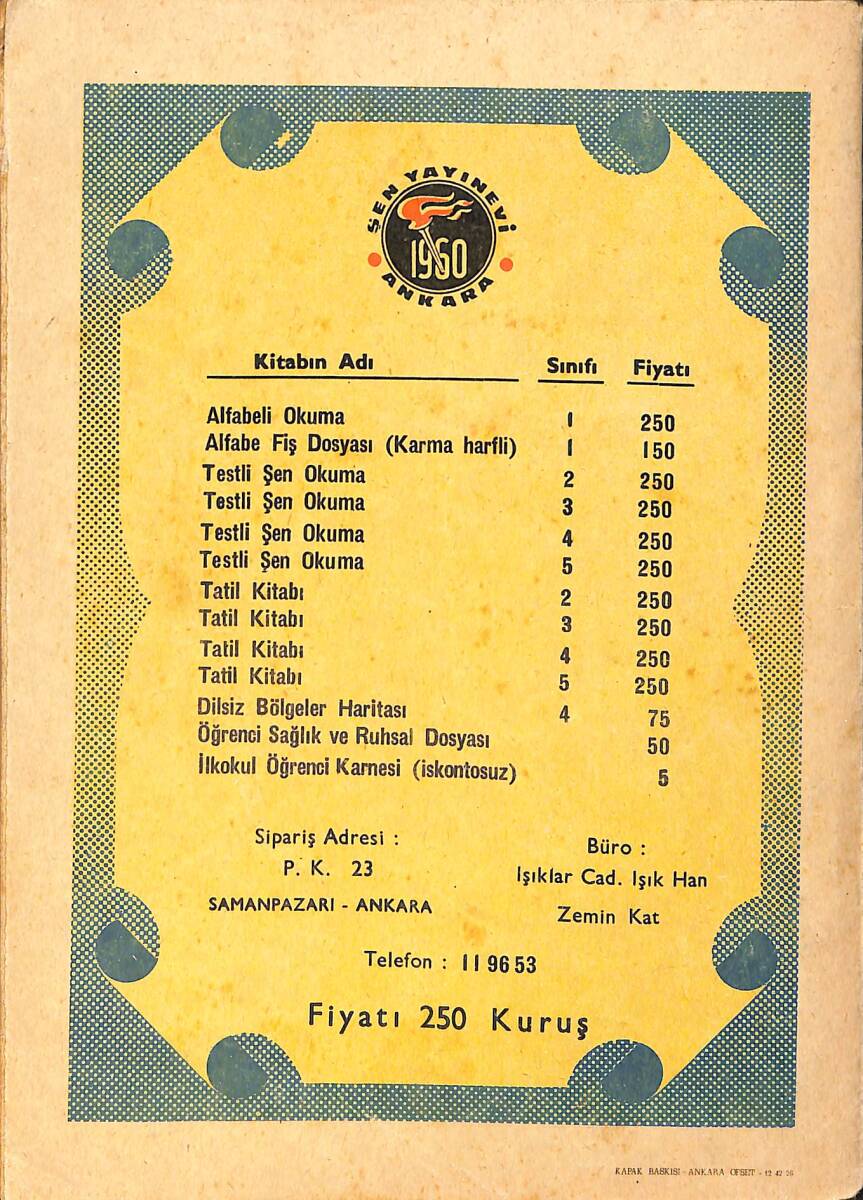 ŞEN YAYINEVİ
1960
ANKARA
Kitabın Adı Sınıfı Fiyatı
Alfabeli Okuma 1 250
Alfabe Fiş Dosyası (Karma harfli) 1 150
Testli Şen Okuma 2 250
Testli Şen Okuma 3 250
Testli Şen Okuma 4 250
Testli Şen Okuma 5 250
Tatil Kitabı 2 250
Tatil Kitabı 3 250
Tatil Kitabı 4 250
Tatil Kitabı 5 250
Dilsiz Bölgeler Haritası 4 75
Öğrenci Sağlık ve Ruhsal Dosyası 50
İlkokul Öğrenci Karnesi (iskontosuz) 5
Sipariş Adresi :
P. K. 23
SAMANPAZARI - ANKARA
Büro :
Işıklar Cad. Işık Han
Zemin Kat
Telefon : 11 96 53
Fiyatı 250 Kuruş
KAPAK BASKISI - ANKARA OFSET - 12 42 26